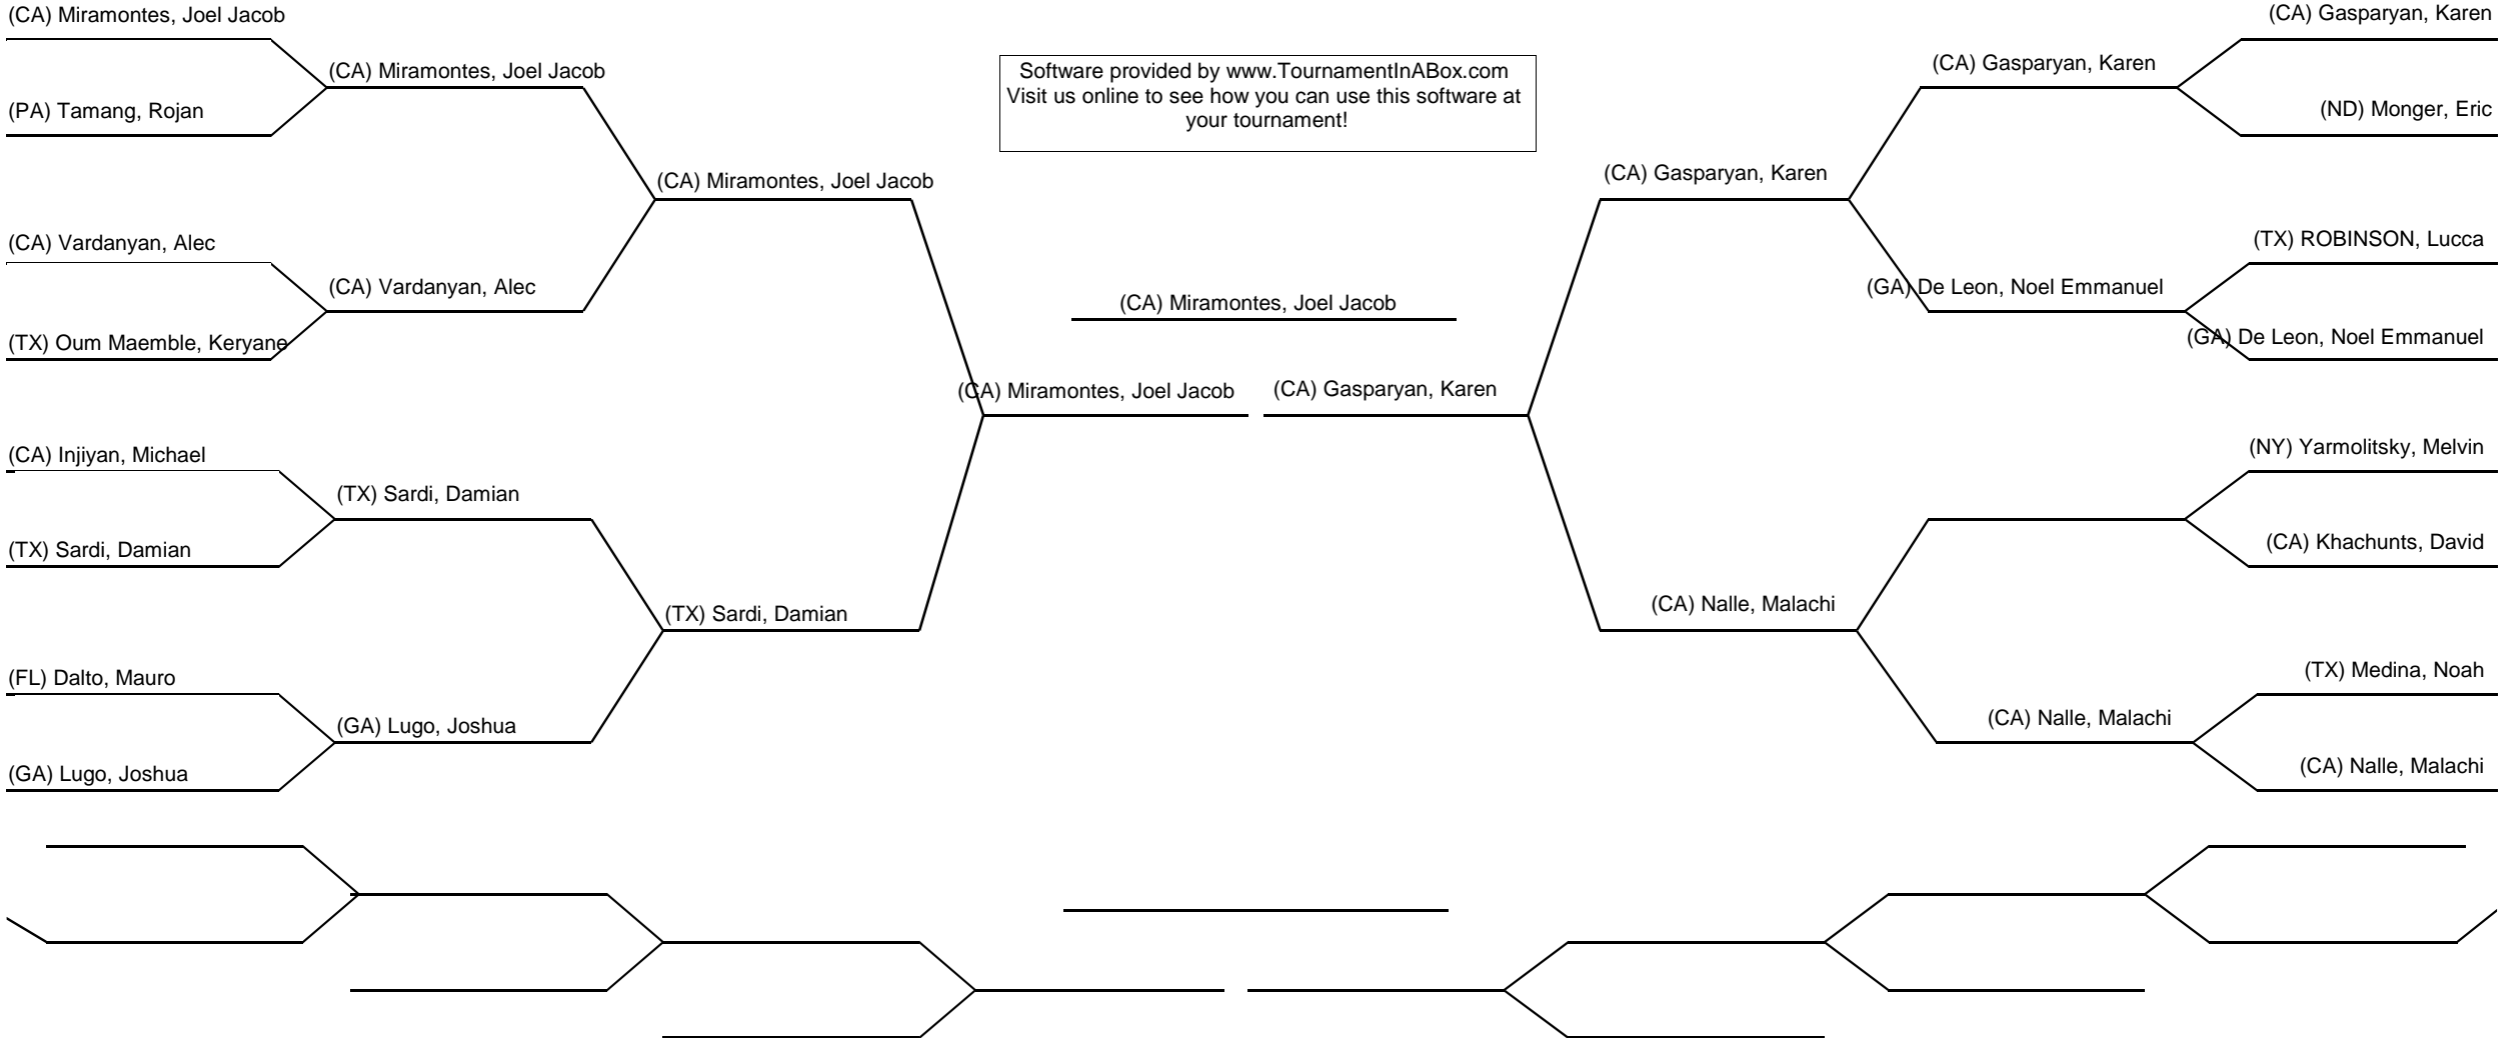 (CA) Miramontes, Joel Jacob
(PA) Tamang, Rojan
(CA) Vardanyan, Alec
(TX) Oum Maemble, Keryane
(CA) Injiyan, Michael
(TX) Sardi, Damian
(FL) Dalto, Mauro
(GA) Lugo, Joshua
(CA) Miramontes, Joel Jacob
(CA) Vardanyan, Alec
(TX) Sardi, Damian
(GA) Lugo, Joshua
(CA) Miramontes, Joel Jacob
(TX) Sardi, Damian
Software provided by www.TournamentInABox.com
Visit us online to see how you can use this software at
your tournament!
(CA) Miramontes, Joel Jacob
(CA) Miramontes, Joel Jacob
(CA) Gasparyan, Karen
(CA) Gasparyan, Karen
(CA) Nalle, Malachi
(CA) Gasparyan, Karen
(GA) De Leon, Noel Emmanuel
(CA) Nalle, Malachi
(CA) Gasparyan, Karen
(ND) Monger, Eric
(TX) ROBINSON, Lucca
(GA) De Leon, Noel Emmanuel
(NY) Yarmolitsky, Melvin
(CA) Khachunts, David
(TX) Medina, Noah
(CA) Nalle, Malachi